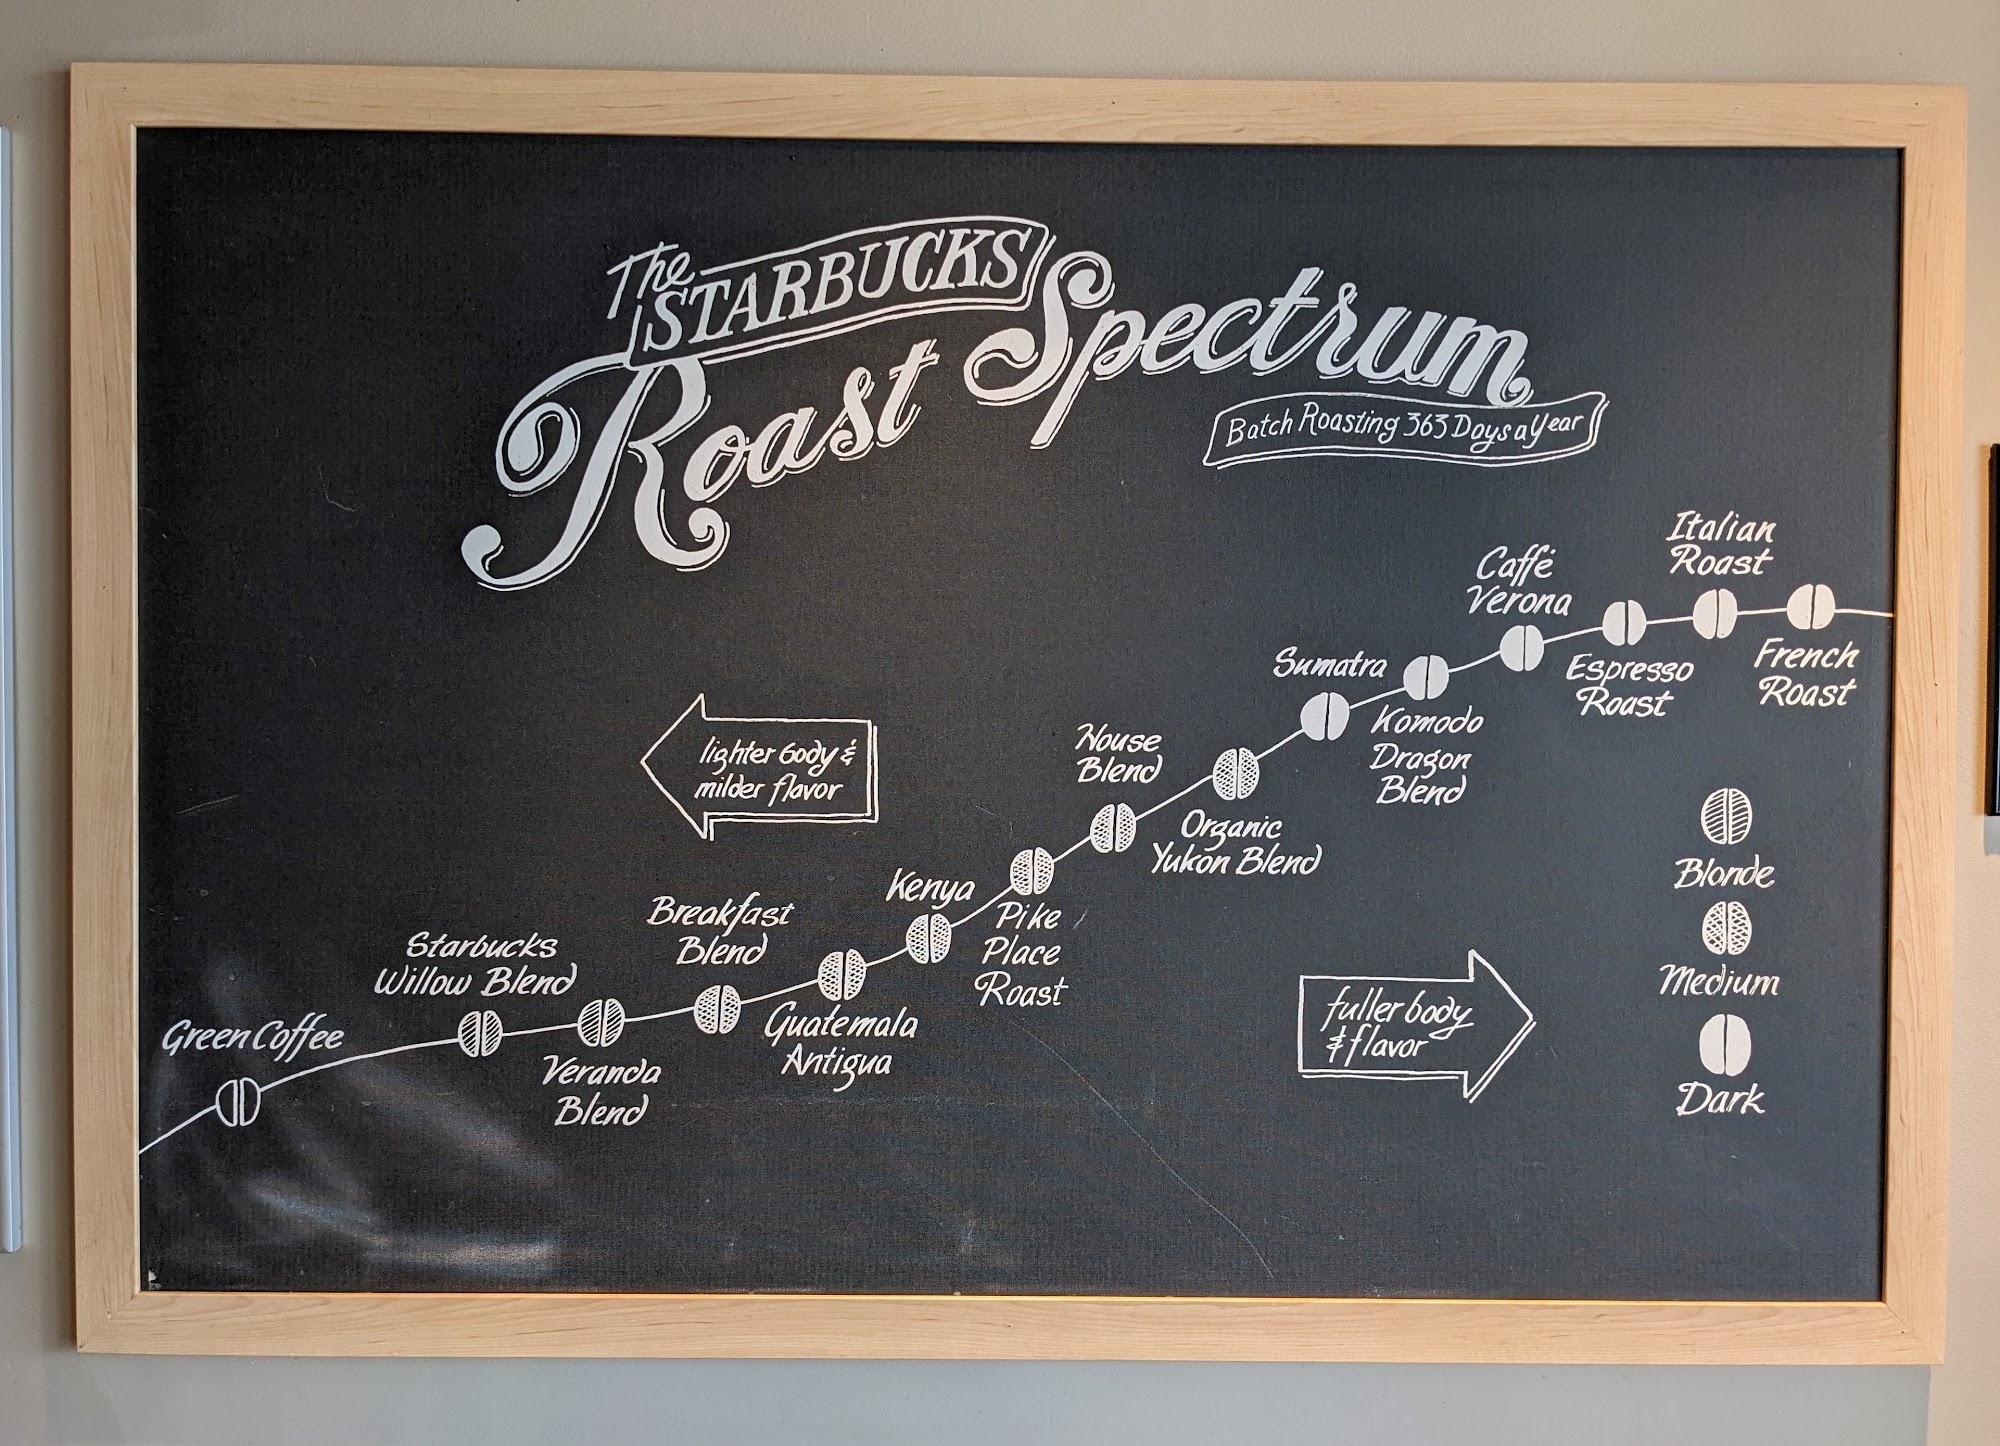 The
STARBUCKS
Roast Spectrum
Batch Roasting 363 Days a Year
Italian
Roast
Caffè
Verona
French
Roast
Espresso
Roast
Sumatra
Komodo
Dragon
Blend
House
Blend
Organic
Yukon Blend
lighter body &
milder flavor
Kenya
Pike
Place
Roast
Breakfast
Blend
Guatemala
Antigua
Starbucks
Willow Blend
Veranda
Blend
Green Coffee
fuller body
& flavor
Blonde
Medium
Dark